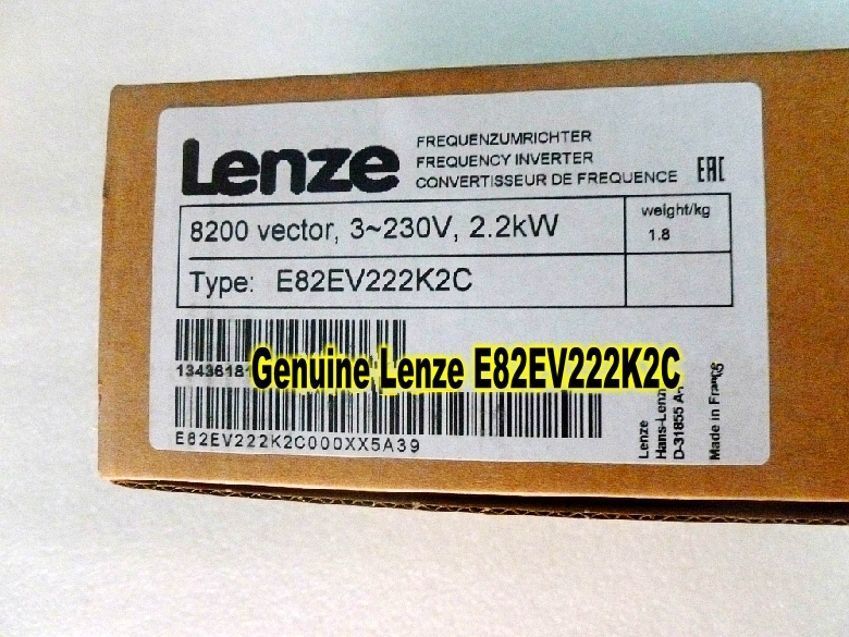 Lenze
FREQUENZUMRICHTER
FREQUENCY INVERTER
CONVERTISSEUR DE FREQUENCE
EAC
8200 vector, 3~230V, 2.2kW
weight/kg
1.8
Type: E82EV222K2C
Genuine Lenze E82EV222K2C
E82EV222K2C000XX5A39
Lenze
D-31855
Made in France